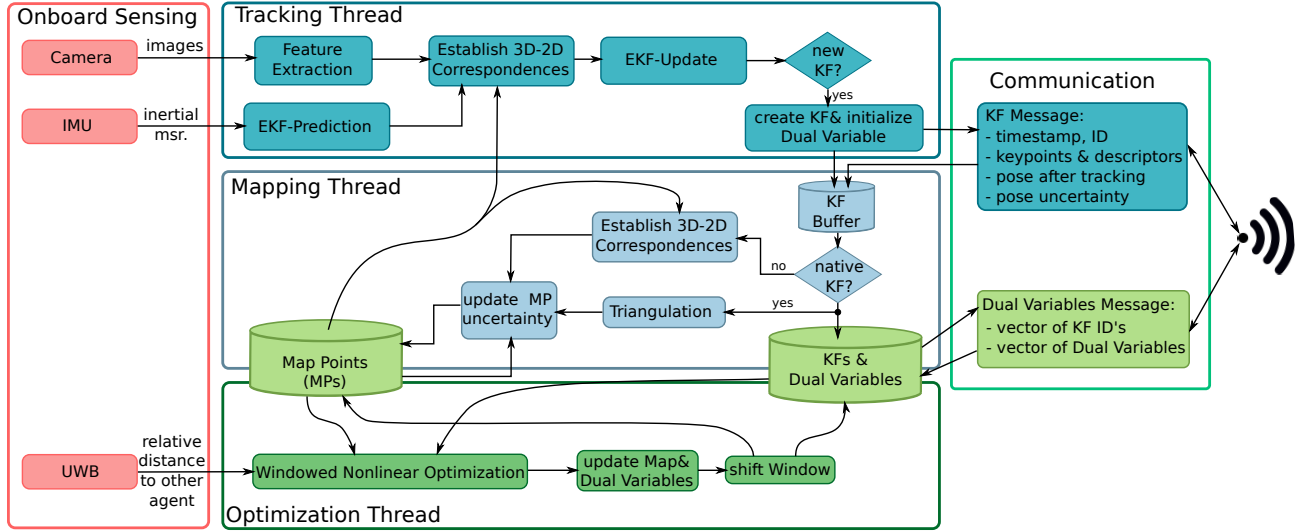 Onboard Sensing
Camera
images
IMU
inertial
msr.
UWB
relative
distance
to other
agent
Tracking Thread
Feature
Extraction
Establish 3D-2D
Correspondences
EKF-Update
new
KF?
yes
EKF-Prediction
create KF& initialize
Dual Variable
Mapping Thread
KF
Buffer
Establish 3D-2D
Correspondences
no
native
KF?
yes
update MP
uncertainty
Triangulation
Map Points
(MPs)
KFs &
Dual Variables
Windowed Nonlinear Optimization
update Map&
Dual Variables
shift Window
Optimization Thread
Communication
KF Message:
- timestamp, ID
- keypoints & descriptors
- pose after tracking
- pose uncertainty
Dual Variables Message:
- vector of KF ID's
- vector of Dual Variables